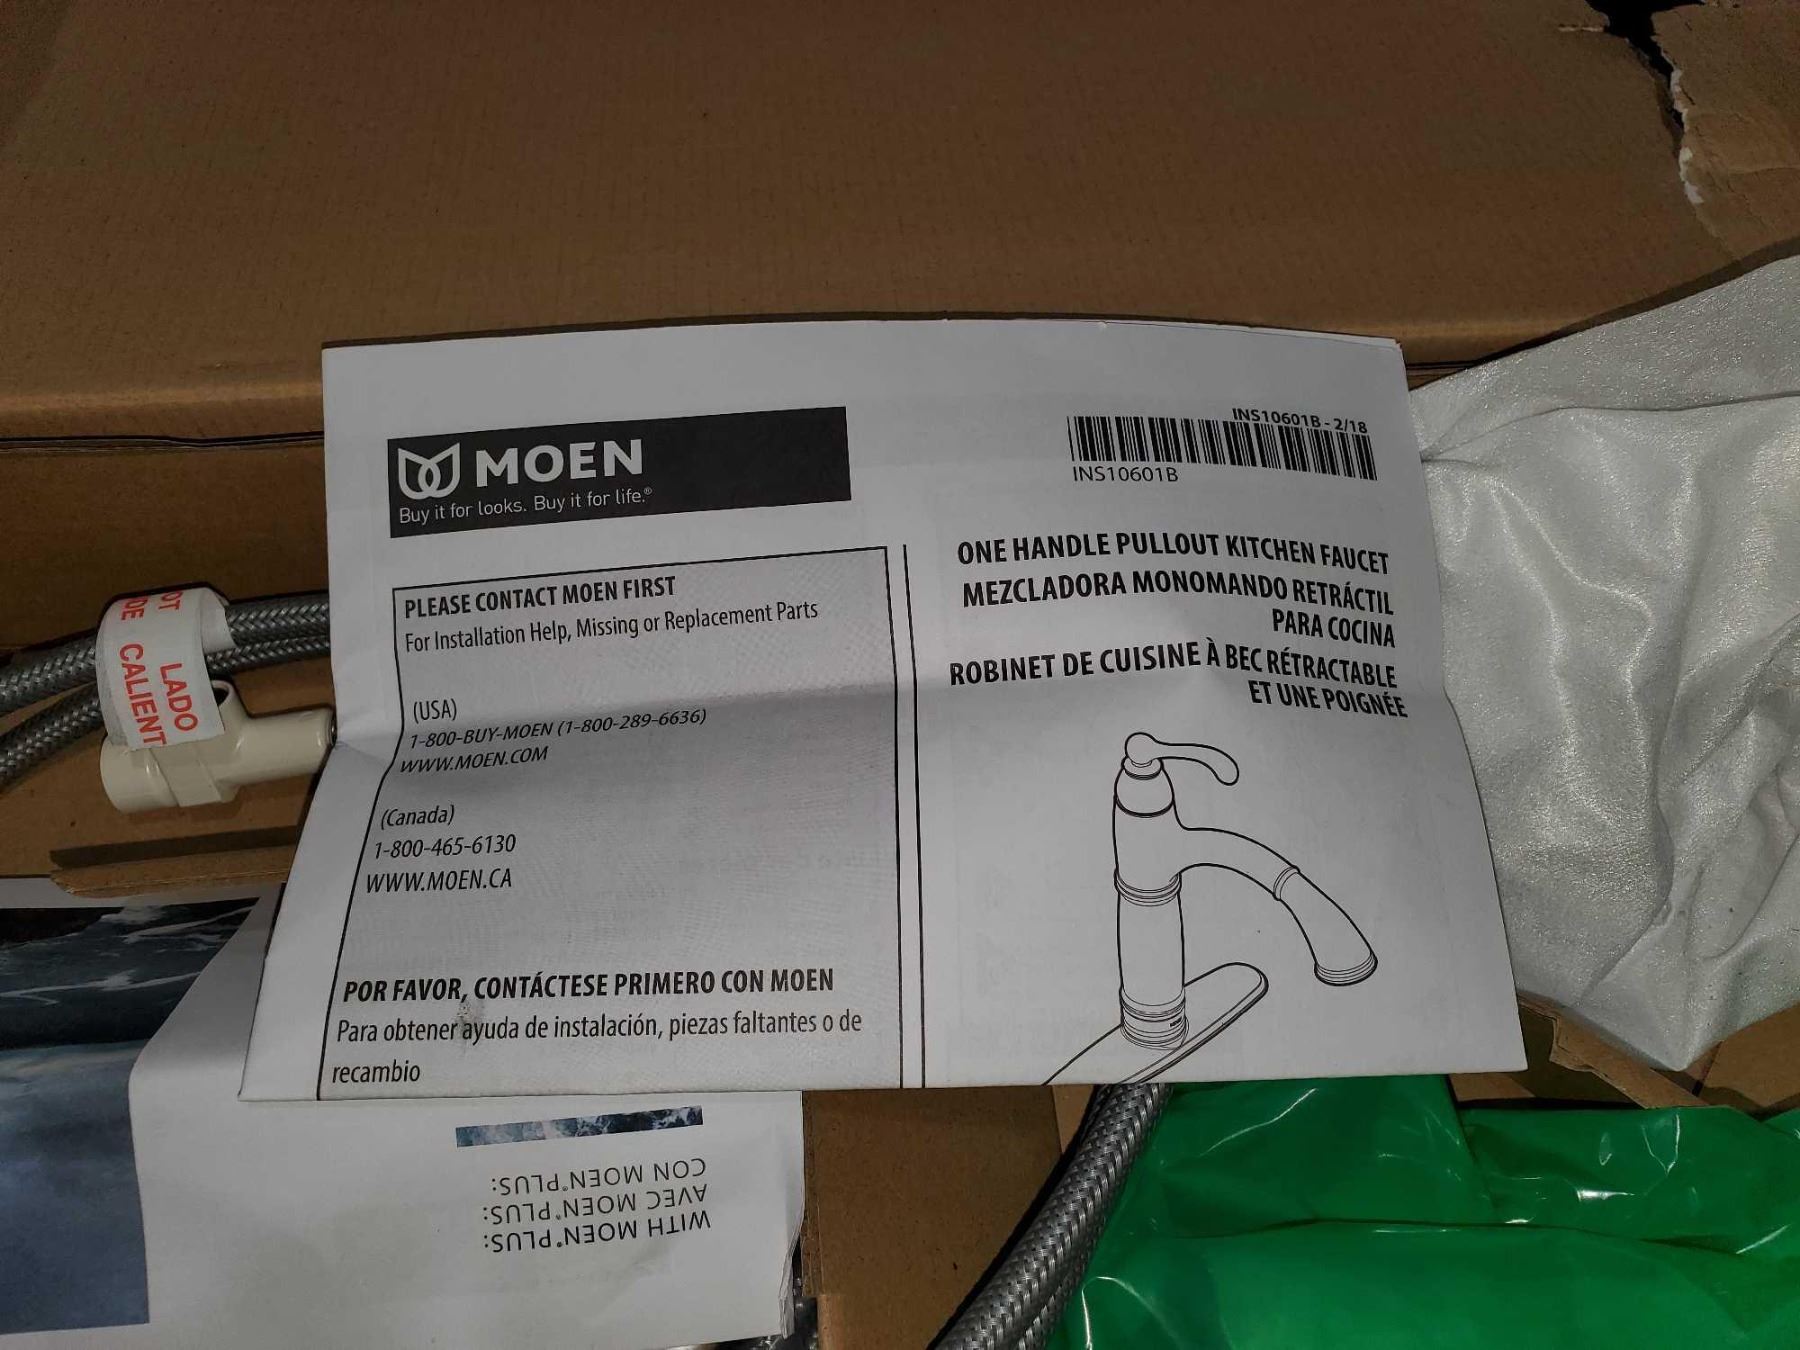 MOEN
Buy it for looks. Buy it for life.®
INS10601B - 2/18
INS10601B
PLEASE CONTACT MOEN FIRST
For Installation Help, Missing or Replacement Parts
(USA)
1-800-BUY-MOEN (1-800-289-6636)
WWW.MOEN.COM
(Canada)
1-800-465-6130
WWW.MOEN.CA
POR FAVOR, CONTÁCTESE PRIMERO CON MOEN
Para obtener ayuda de instalación, piezas faltantes o de
recambio
ONE HANDLE PULLOUT KITCHEN FAUCET
MEZCLADORA MONOMANDO RETRÁCTIL
PARA COCINA
ROBINET DE CUISINE À BEC RÉTRACTABLE
ET UNE POIGNÉE
LADO
CALIENT
WITH MOEN®PLUS:
AVEC MOEN®PLUS:
CON MOEN®PLUS: